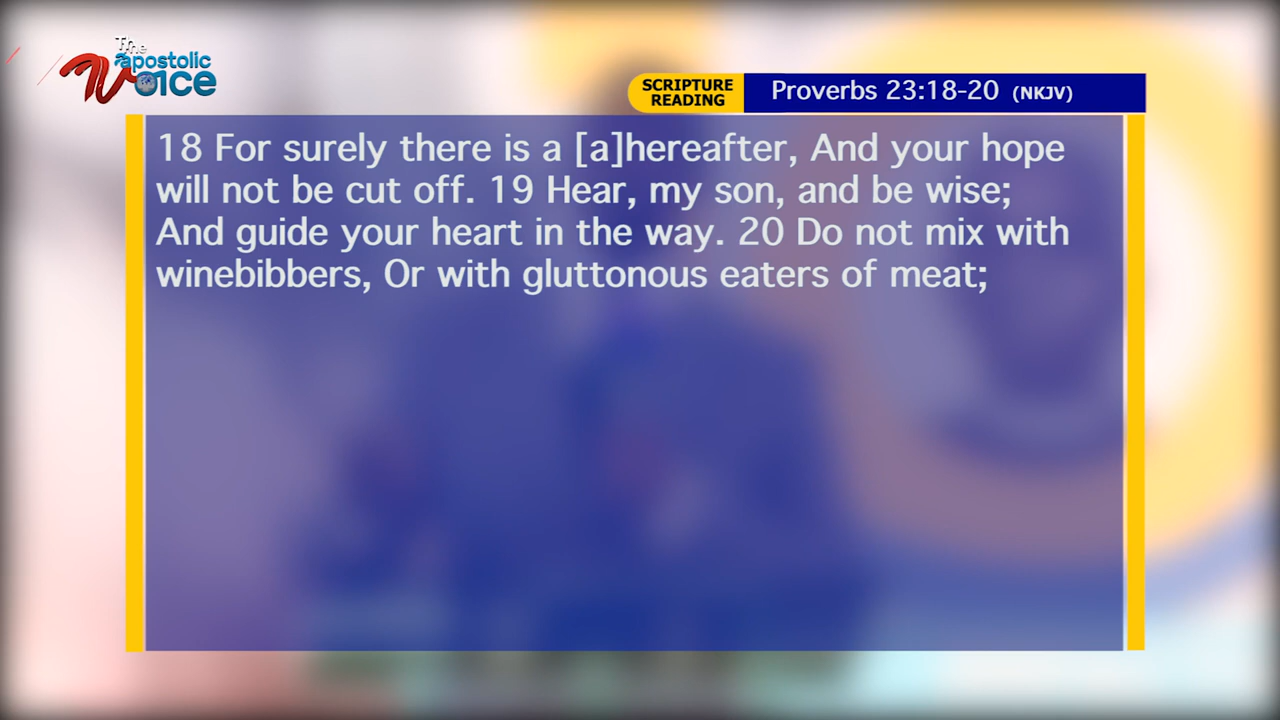 The
apostolic
Voice
SCRIPTURE
READING
Proverbs 23:18-20 (NKJV)
18 For surely there is a [a]hereafter, And your hope
will not be cut off. 19 Hear, my son, and be wise;
And guide your heart in the way. 20 Do not mix with
winebibbers, Or with gluttonous eaters of meat;